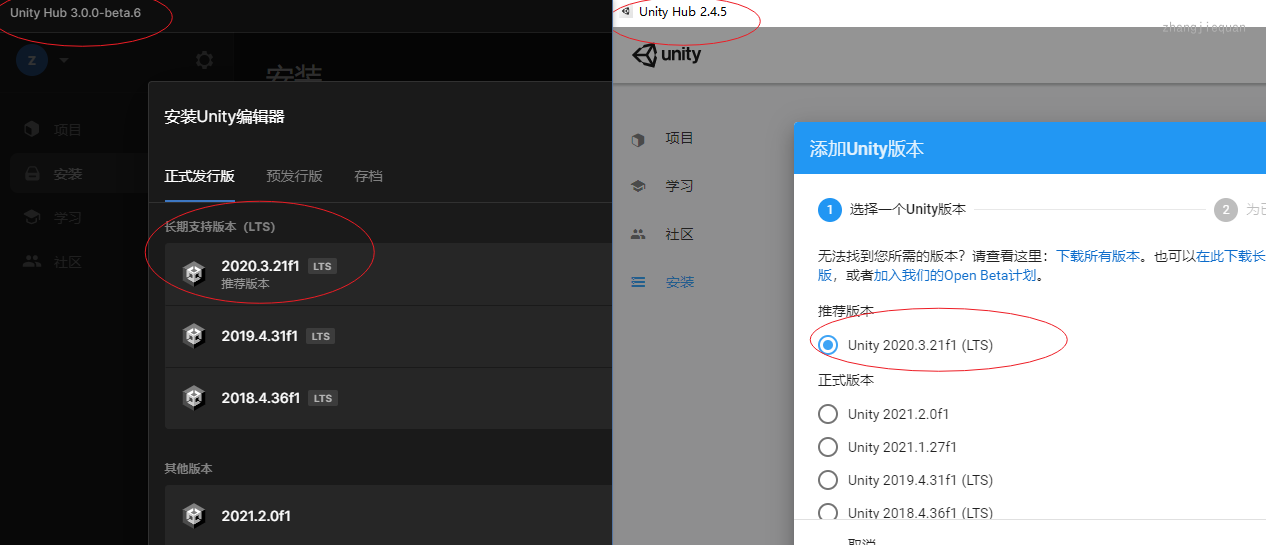 Unity Hub 3.0.0-beta.6
z
安装
项目
安装
学习
社区
安装Unity编辑器
正式发行版
预发行版
存档
长期支持版本（LTS）
2020.3.21f1 LTS
推荐版本
2019.4.31f1 LTS
2018.4.36f1 LTS
其他版本
2021.2.0f1
Unity Hub 2.4.5
zhangjiequan
unity
项目
学习
社区
安装
添加Unity版本
1 选择一个Unity版本
2 为已
无法找到您所需的版本？请查看这里：下载所有版本。也可以在此下载长
版，或者加入我们的Open Beta计划。
推荐版本
Unity 2020.3.21f1 (LTS)
正式版本
Unity 2021.2.0f1
Unity 2021.1.27f1
Unity 2019.4.31f1 (LTS)
Unity 2018.4.36f1 (LTS)
取消